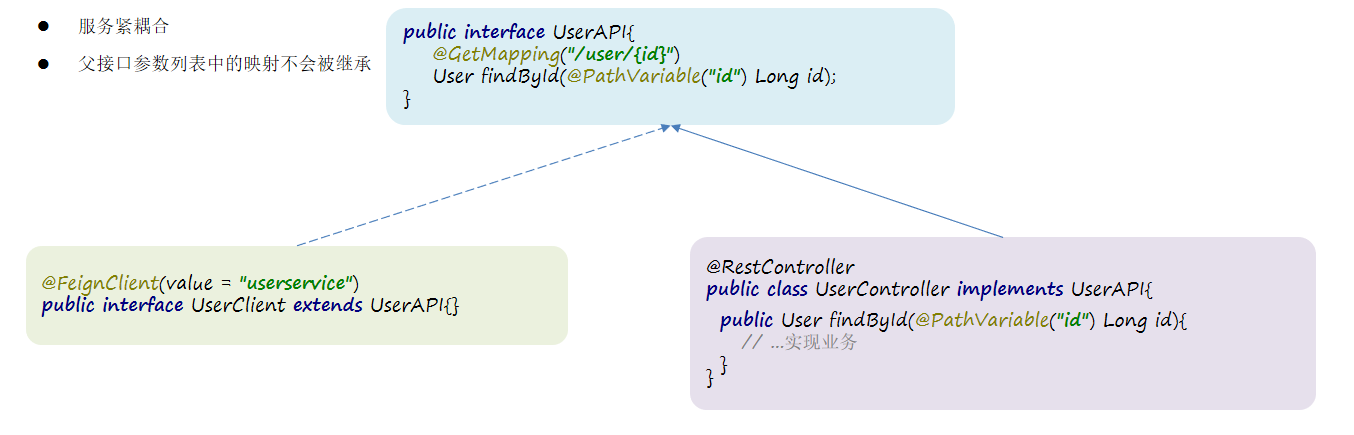 ● 服务紧耦合
● 父接口参数列表中的映射不会被继承
public interface UserAPI{
@GetMapping("/user/{id}")
User findById(@PathVariable("id") Long id);
}
@FeignClient(value = "userservice")
public interface UserClient extends UserAPI{}
@RestController
public class UserController implements UserAPI{
public User findById(@PathVariable("id") Long id){
// ...实现业务
}
}